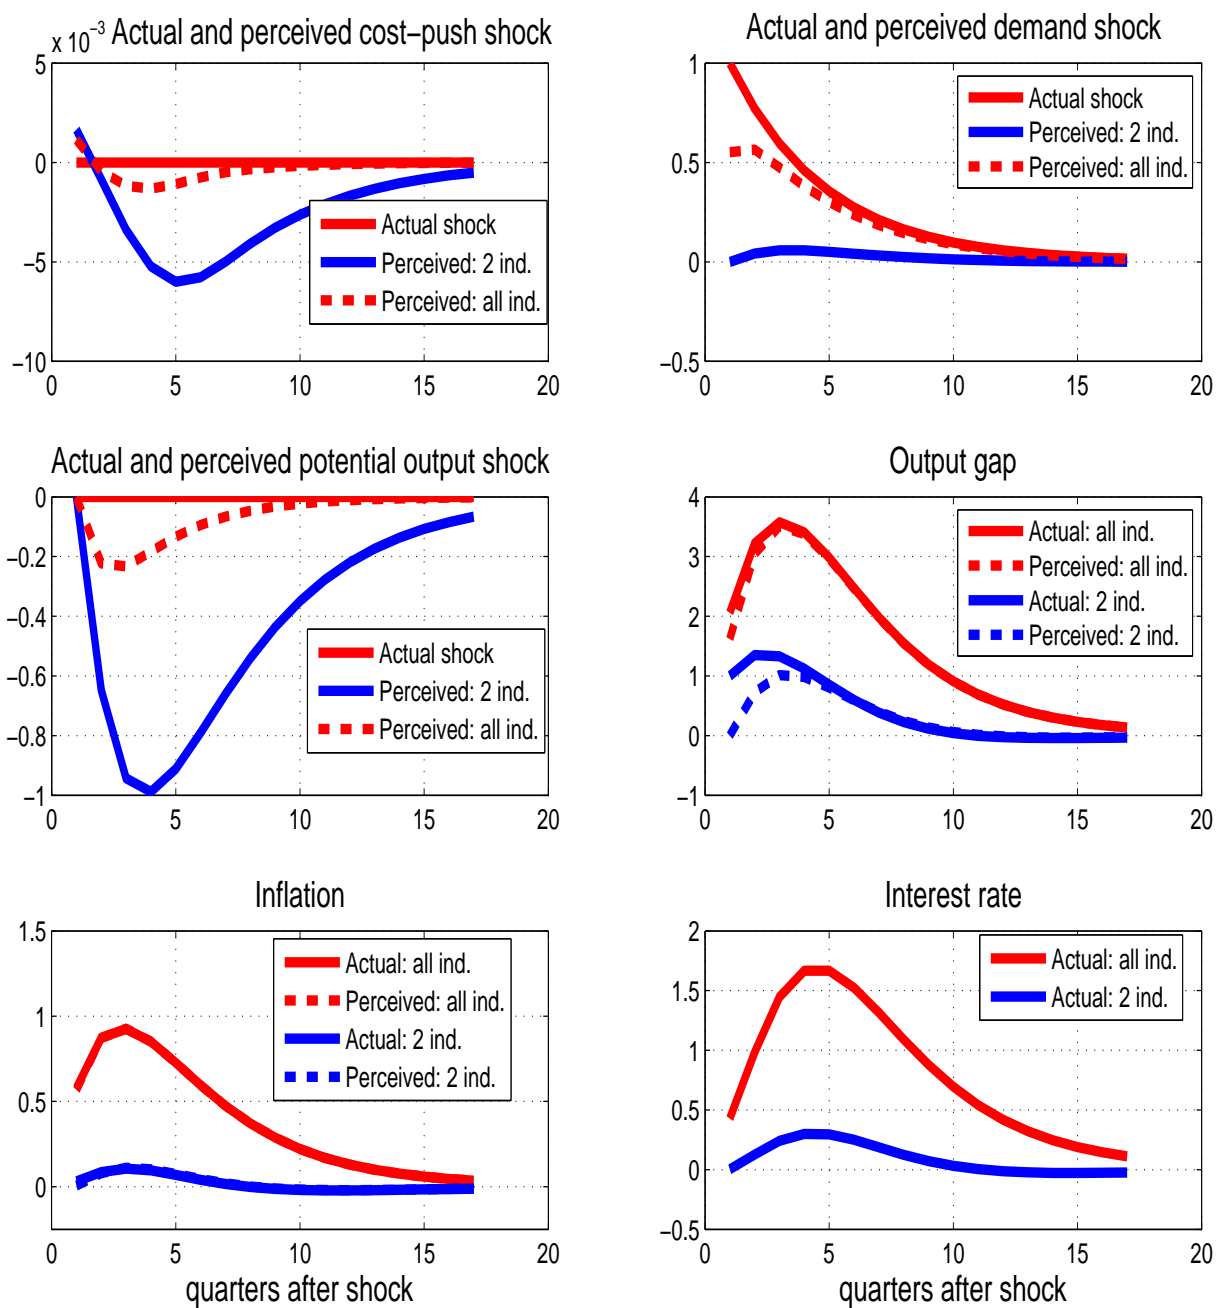 x 10⁻³ Actual and perceived cost−push shock
5
0
−5
−10
0 5 10 15 20
Actual shock
Perceived: 2 ind.
Perceived: all ind.
Actual and perceived demand shock
1
0.5
0
−0.5
0 5 10 15 20
Actual shock
Perceived: 2 ind.
Perceived: all ind.
Actual and perceived potential output shock
0
−0.2
−0.4
−0.6
−0.8
−1
0 5 10 15 20
Actual shock
Perceived: 2 ind.
Perceived: all ind.
Output gap
4
3
2
1
0
−1
0 5 10 15 20
Actual: all ind.
Perceived: all ind.
Actual: 2 ind.
Perceived: 2 ind.
Inflation
1.5
1
0.5
0
0 5 10 15 20
Actual: all ind.
Perceived: all ind.
Actual: 2 ind.
Perceived: 2 ind.
quarters after shock
Interest rate
2
1.5
1
0.5
0
−0.5
0 5 10 15 20
Actual: all ind.
Actual: 2 ind.
quarters after shock